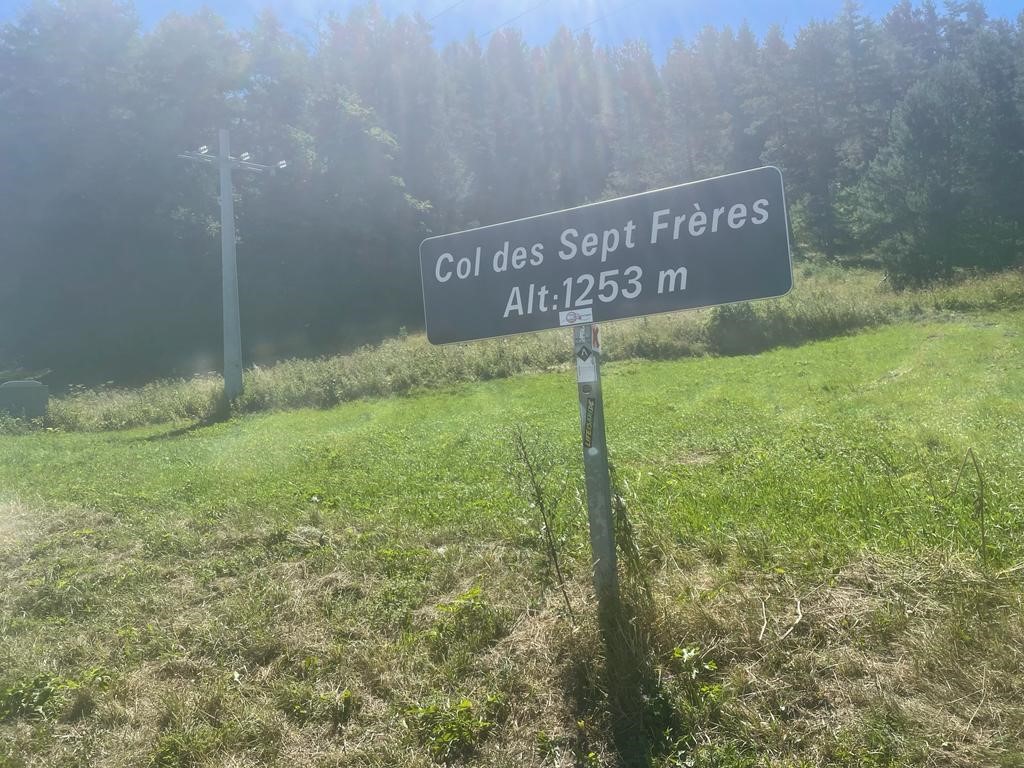 Col des Sept Frères
Alt:1253 m